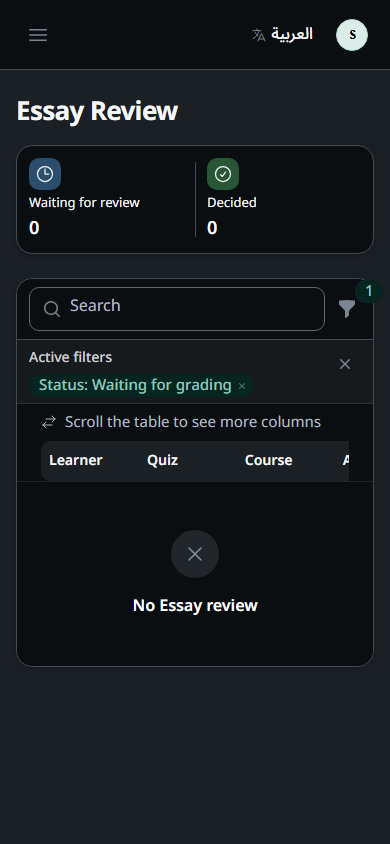 العربية
S
Essay Review
Waiting for review
0
Decided
0
Search
1
Active filters
Status: Waiting for grading ×
Scroll the table to see more columns
Learner Quiz Course
No Essay review